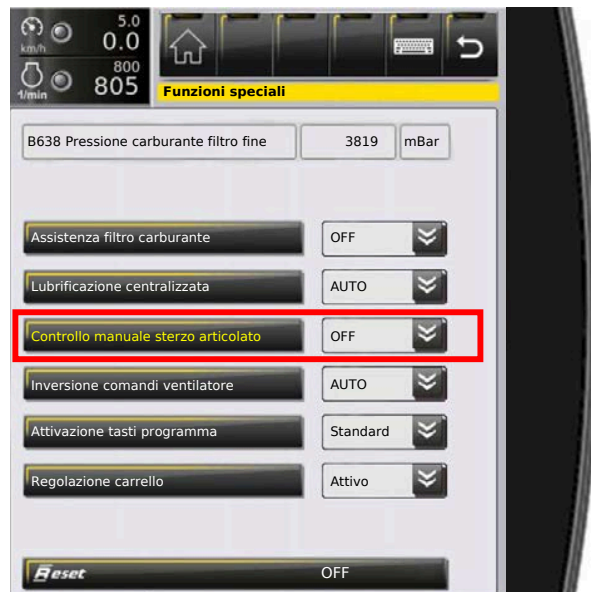 5.0
km/h 0.0
800
1/min 805
Funzioni speciali
B638 Pressione carburante filtro fine 3819 mBar
Assistenza filtro carburante OFF
Lubrificazione centralizzata AUTO
Controllo manuale sterzo articolato OFF
Inversione comandi ventilatore AUTO
Attivazione tasti programma Standard
Regolazione carrello Attivo
Reset OFF